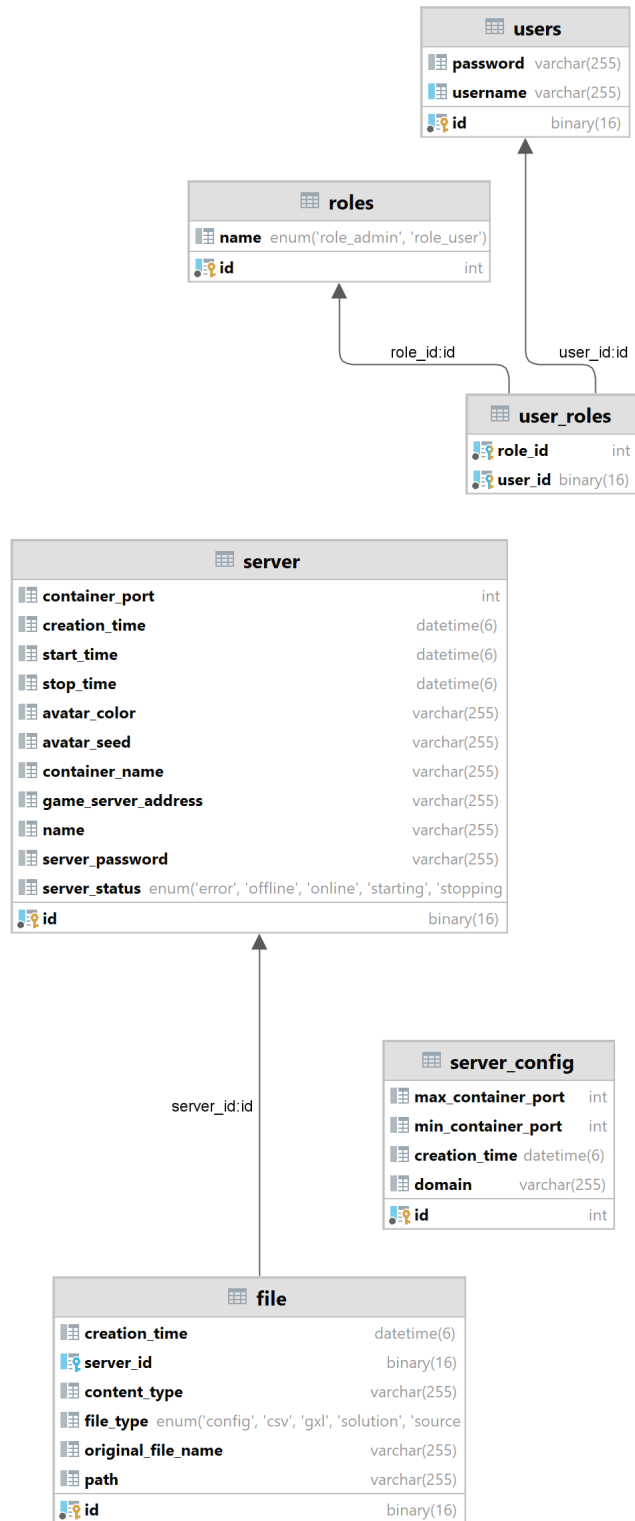 users
password varchar(255)
username varchar(255)
id binary(16)
roles
name enum('role_admin', 'role_user')
id int
role_id:id
user_id:id
user_roles
role_id int
user_id binary(16)
server
container_port int
creation_time datetime(6)
start_time datetime(6)
stop_time datetime(6)
avatar_color varchar(255)
avatar_seed varchar(255)
container_name varchar(255)
game_server_address varchar(255)
name varchar(255)
server_password varchar(255)
server_status enum('error', 'offline', 'online', 'starting', 'stopping
id binary(16)
server_id:id
server_config
max_container_port int
min_container_port int
creation_time datetime(6)
domain varchar(255)
id int
file
creation_time datetime(6)
server_id binary(16)
content_type varchar(255)
file_type enum('config', 'csv', 'gxl', 'solution', 'source
original_file_name varchar(255)
path varchar(255)
id binary(16)